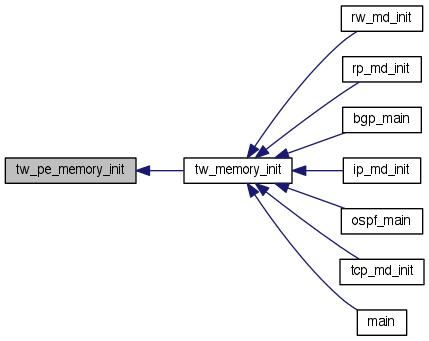 rw_md_init
rp_md_init
bgp_main
tw_pe_memory_init
tw_memory_init
ip_md_init
ospf_main
tcp_md_init
main